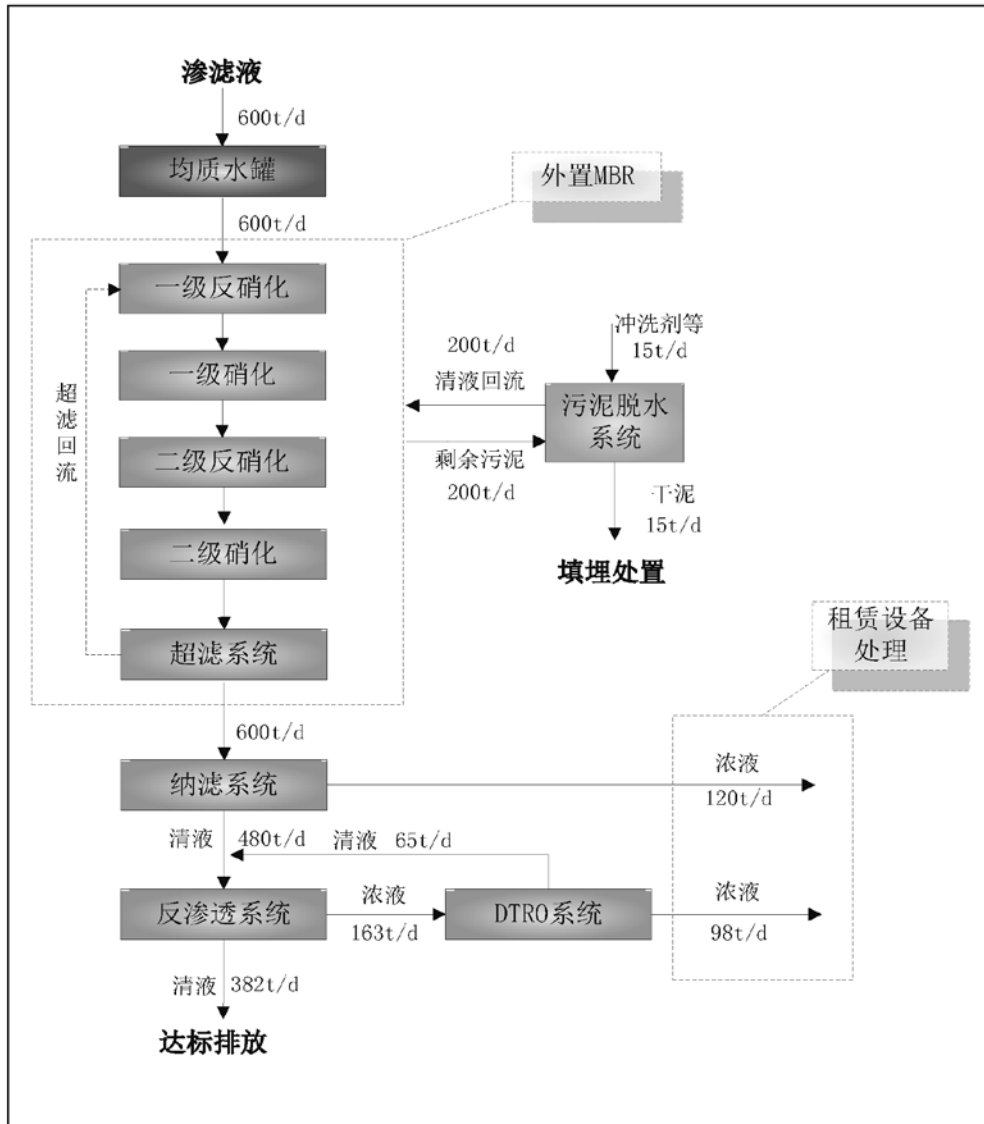 渗滤液
600t/d
均质水罐
外置MBR
600t/d
一级反硝化
冲洗剂等
15t/d
200t/d
清液回流
一级硝化
超滤回流
污泥脱水
系统
二级反硝化
剩余污泥
200t/d
干泥
15t/d
二级硝化
填埋处置
租赁设备
处理
超滤系统
600t/d
纳滤系统
浓液
120t/d
清液 480t/d
清液 65t/d
反渗透系统
浓液
163t/d
DTRO系统
浓液
98t/d
清液 382t/d
达标排放